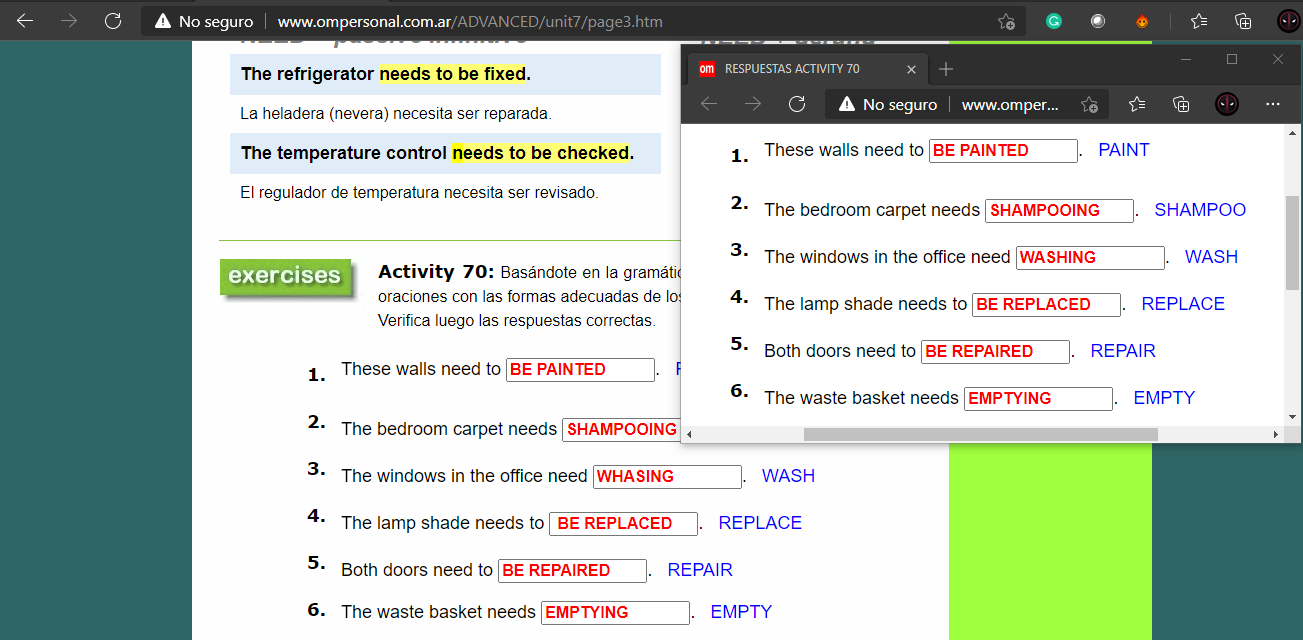 No seguro www.ompersonal.com.ar/ADVANCED/unit7/page3.htm
The refrigerator needs to be fixed.
La heladera (nevera) necesita ser reparada.
The temperature control needs to be checked.
El regulador de temperatura necesita ser revisado.
exercises
Activity 70: Basándote en la gramátic
oraciones con las formas adecuadas de los
Verifica luego las respuestas correctas.
1. These walls need to BE PAINTED .
2. The bedroom carpet needs SHAMPOOING
3. The windows in the office need WHASING . WASH
4. The lamp shade needs to BE REPLACED . REPLACE
5. Both doors need to BE REPAIRED . REPAIR
6. The waste basket needs EMPTYING . EMPTY
om RESPUESTAS ACTIVITY 70
No seguro www.omper...
1. These walls need to BE PAINTED . PAINT
2. The bedroom carpet needs SHAMPOOING . SHAMPOO
3. The windows in the office need WASHING . WASH
4. The lamp shade needs to BE REPLACED . REPLACE
5. Both doors need to BE REPAIRED . REPAIR
6. The waste basket needs EMPTYING . EMPTY